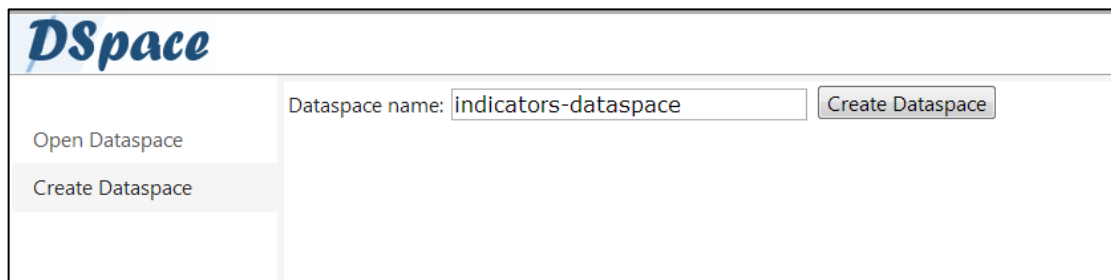 DSpace
Dataspace name: indicators-dataspace Create Dataspace
Open Dataspace
Create Dataspace